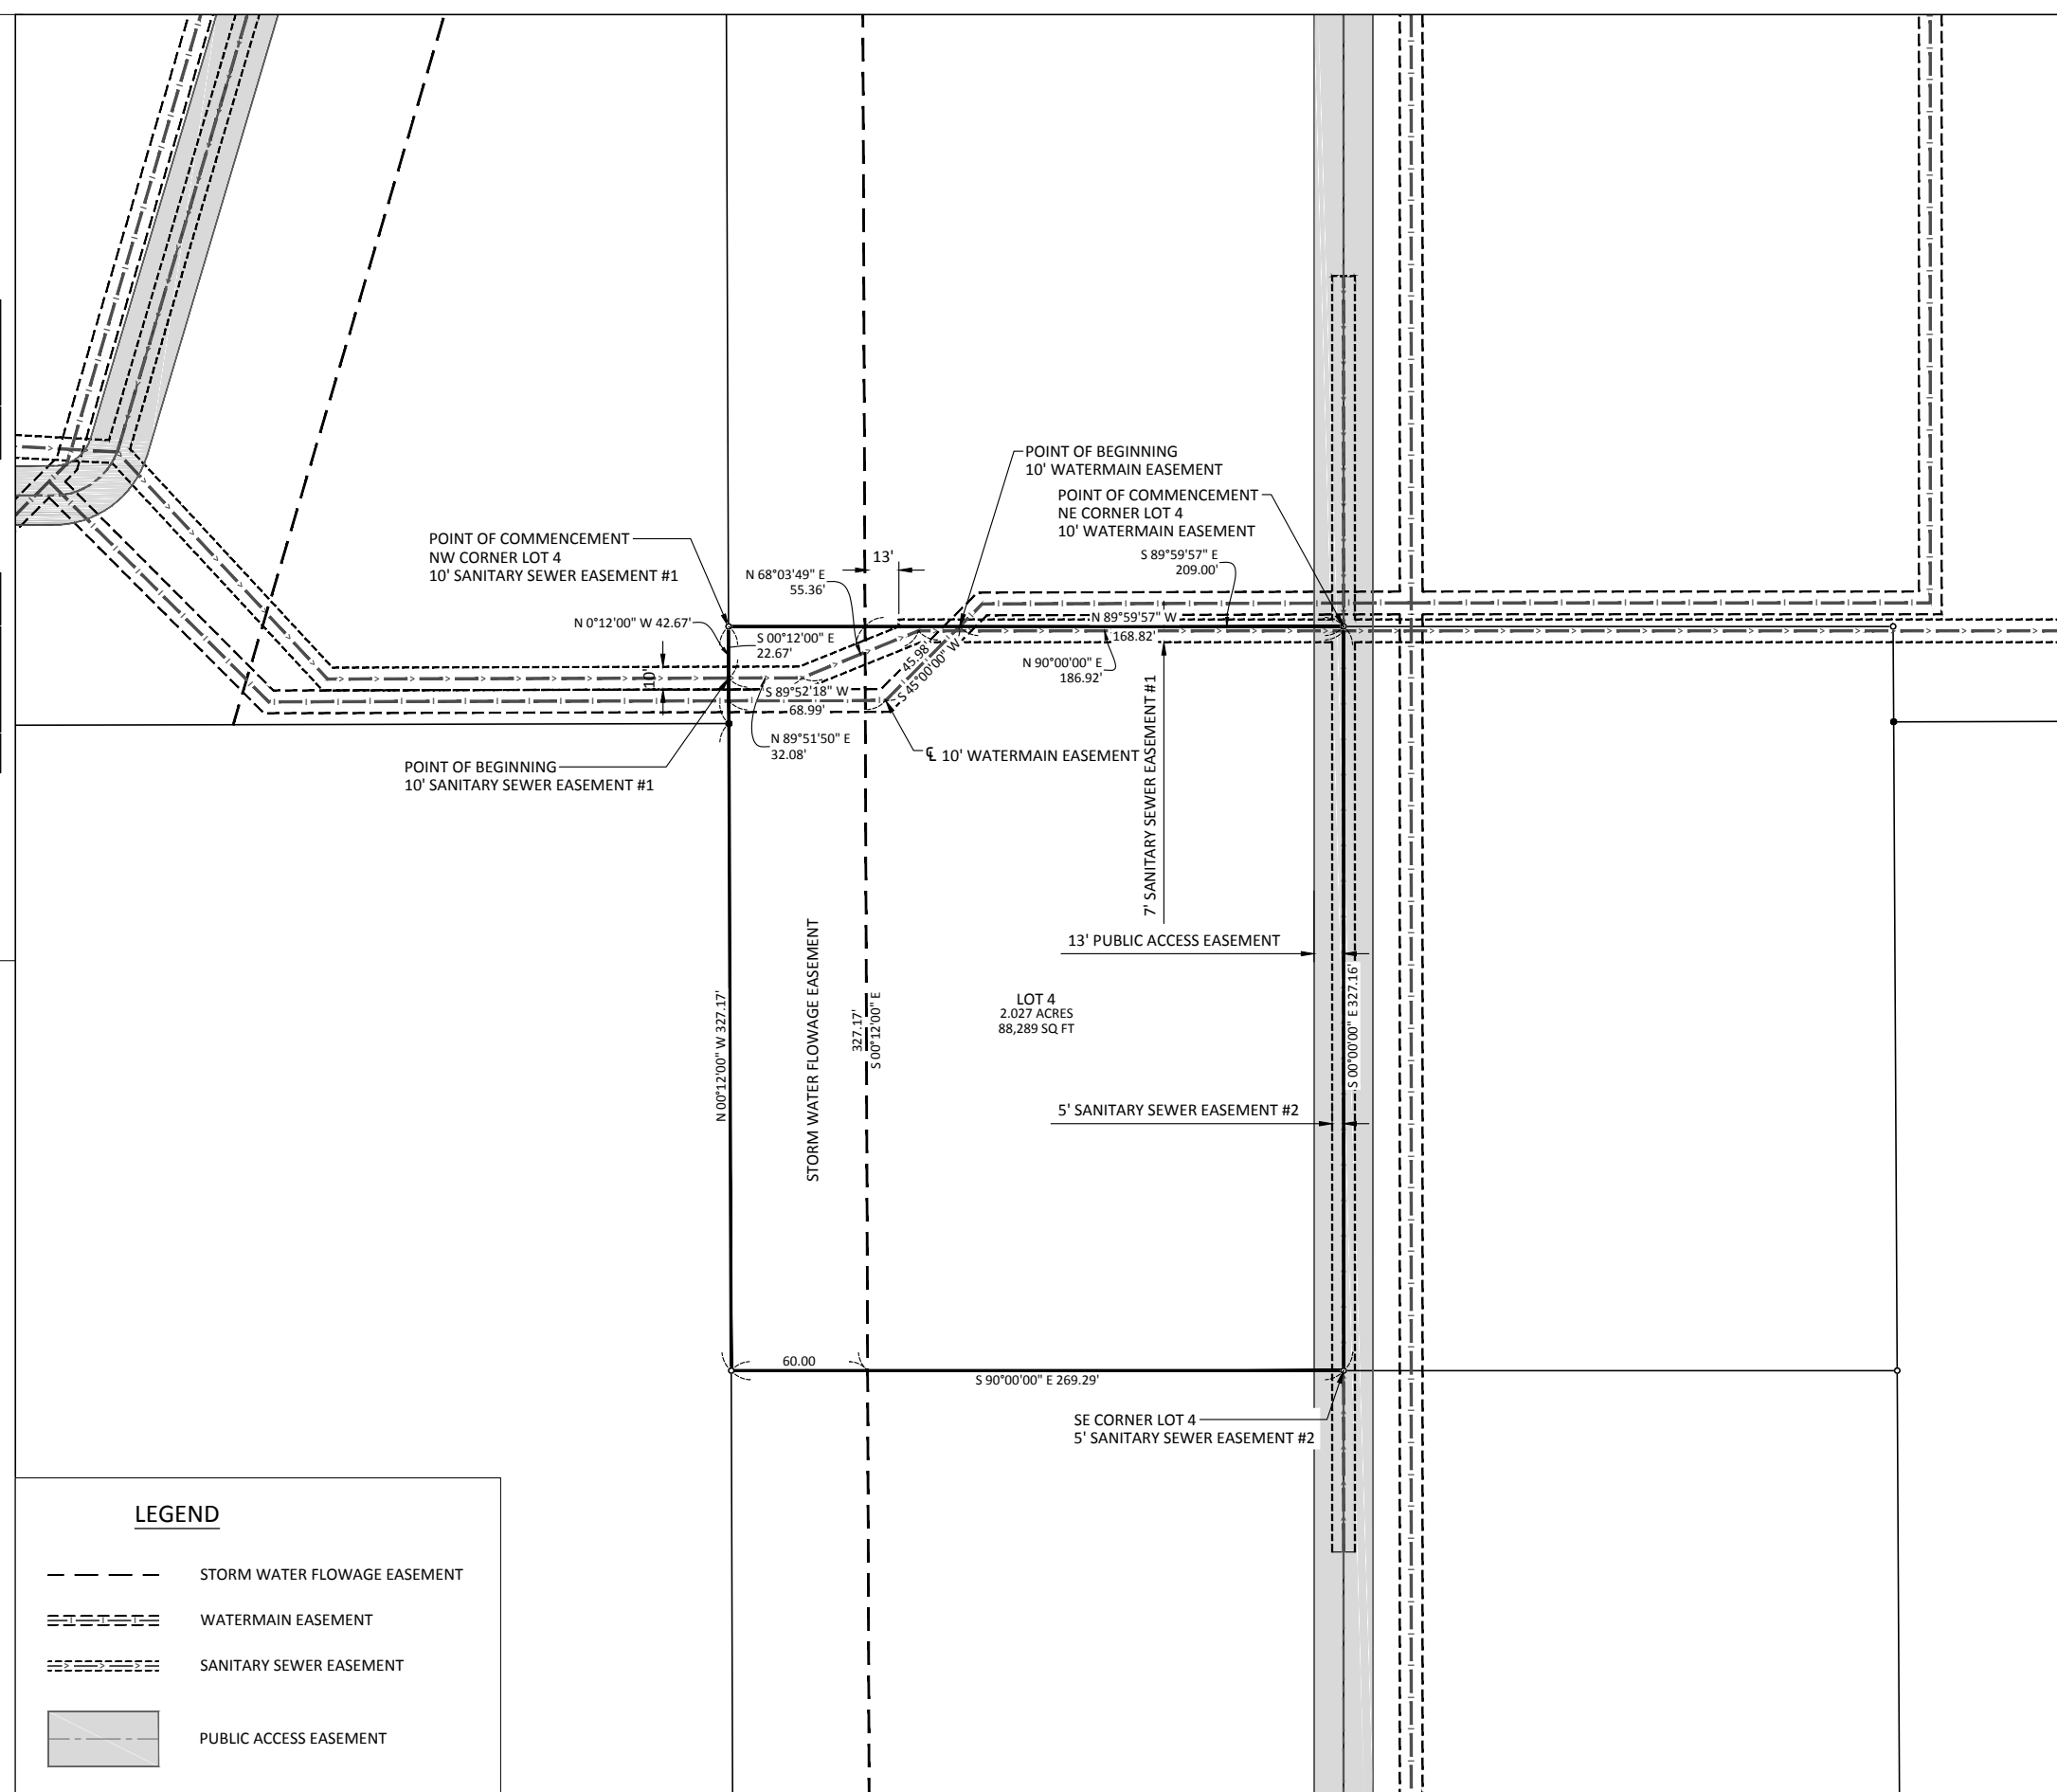 POINT OF BEGINNING
10' WATERMAIN EASEMENT
POINT OF COMMENCEMENT
NE CORNER LOT 4
10' WATERMAIN EASEMENT
POINT OF COMMENCEMENT
NW CORNER LOT 4
10' SANITARY SEWER EASEMENT #1
13'
S 89°59'57" E
209.00'
N 68°03'49" E
55.36'
N 0°12'00" W 42.67'
S 00°12'00" E
22.67'
N 89°59'57" W
168.82'
N 90°00'00" E
186.92'
45.98'
S 45°00'00" W
10'
S 89°52'18" W
68.99'
N 89°51'50" E
32.08'
℄ 10' WATERMAIN EASEMENT
POINT OF BEGINNING
10' SANITARY SEWER EASEMENT #1
7' SANITARY SEWER EASEMENT #1
13' PUBLIC ACCESS EASEMENT
STORM WATER FLOWAGE EASEMENT
N 00°12'00" W 327.17'
327.17'
S 00°12'00" E
LOT 4
2.027 ACRES
88,289 SQ FT
S 00°00'00" E 327.16'
5' SANITARY SEWER EASEMENT #2
60.00
S 90°00'00" E 269.29'
SE CORNER LOT 4
5' SANITARY SEWER EASEMENT #2
LEGEND
STORM WATER FLOWAGE EASEMENT
WATERMAIN EASEMENT
SANITARY SEWER EASEMENT
PUBLIC ACCESS EASEMENT